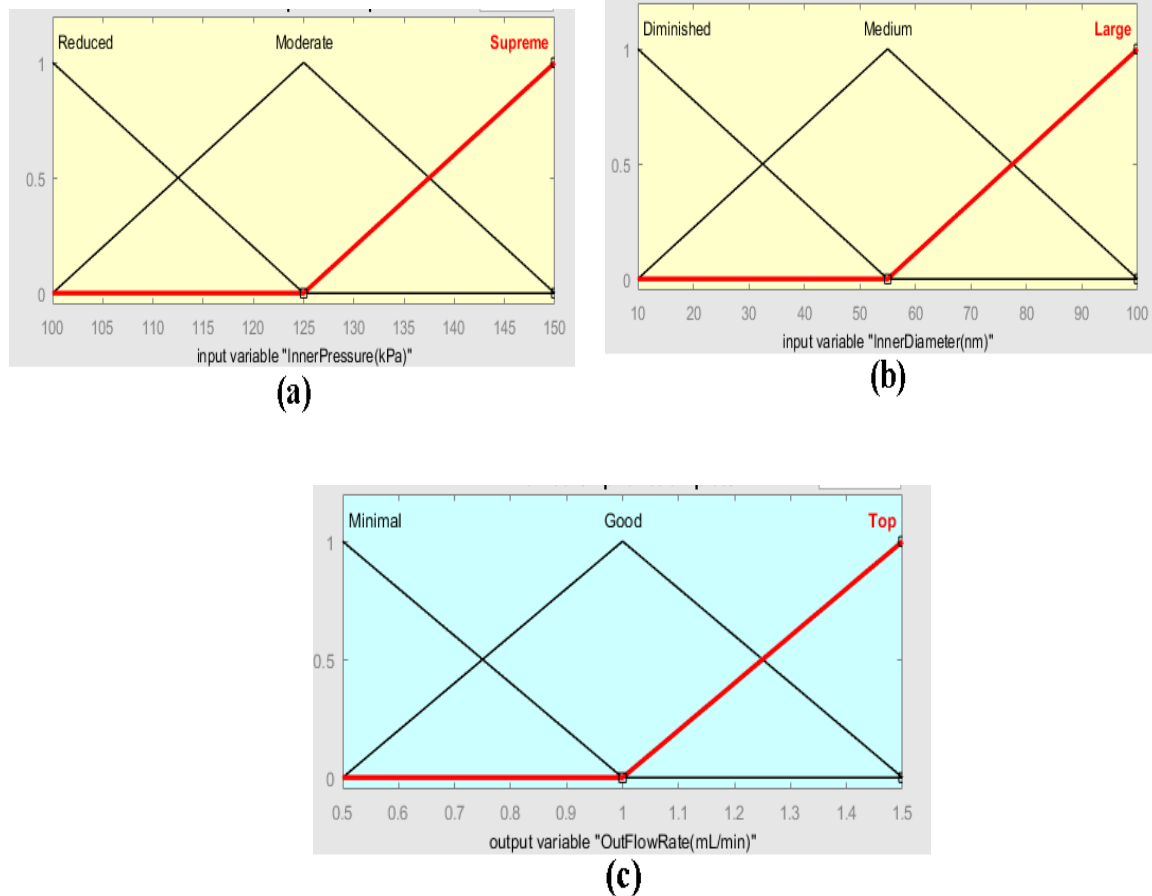 Reduced Moderate Supreme
1
0.5
0
100 105 110 115 120 125 130 135 140 145 150
input variable "InnerPressure(kPa)"
(a)
Diminished Medium Large
1
0.5
0
10 20 30 40 50 60 70 80 90 100
input variable "InnerDiameter(nm)"
(b)
Minimal Good Top
1
0.5
0
0.5 0.6 0.7 0.8 0.9 1 1.1 1.2 1.3 1.4 1.5
output variable "OutFlowRate(mL/min)"
(c)